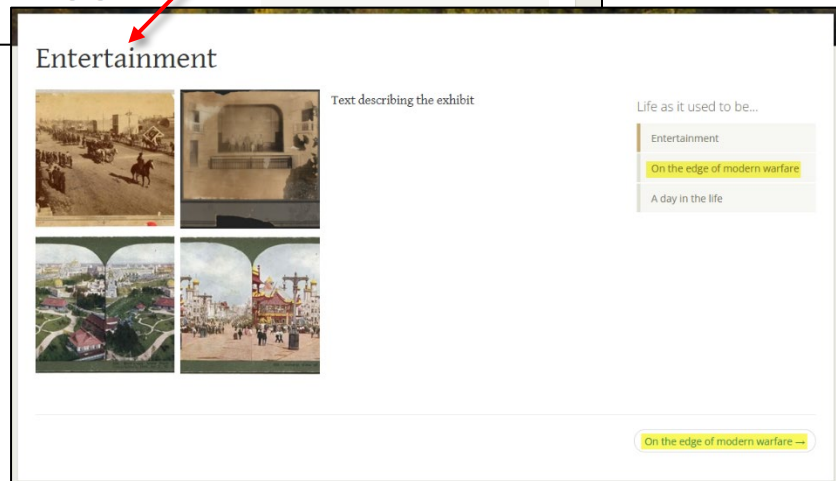 Entertainment
Text describing the exhibit
Life as it used to be...
Entertainment
On the edge of modern warfare
A day in the life
On the edge of modern warfare →